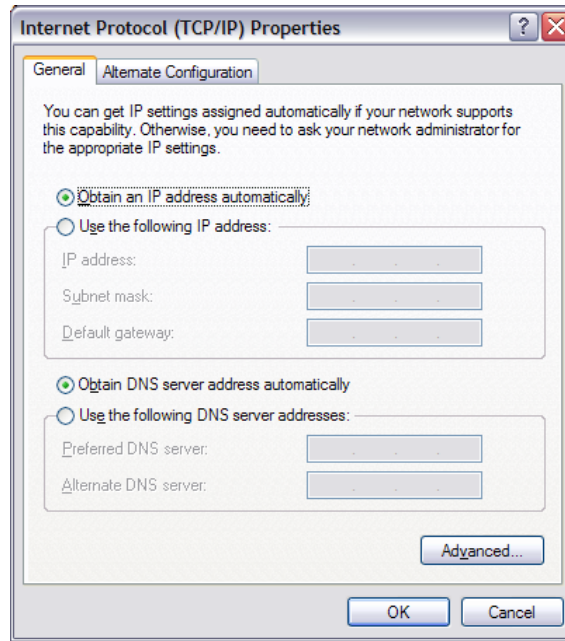 Internet Protocol (TCP/IP) Properties
General
Alternate Configuration
You can get IP settings assigned automatically if your network supports
this capability. Otherwise, you need to ask your network administrator for
the appropriate IP settings.
Obtain an IP address automatically
Use the following IP address:
IP address:
Subnet mask:
Default gateway:
Obtain DNS server address automatically
Use the following DNS server addresses:
Preferred DNS server:
Alternate DNS server:
Advanced...
OK
Cancel